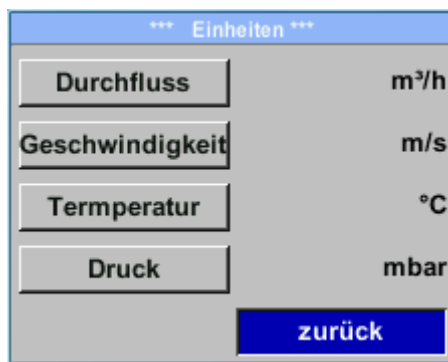 *** Einheiten ***
Durchfluss m³/h
Geschwindigkeit m/s
Termperatur °C
Druck mbar
zurück